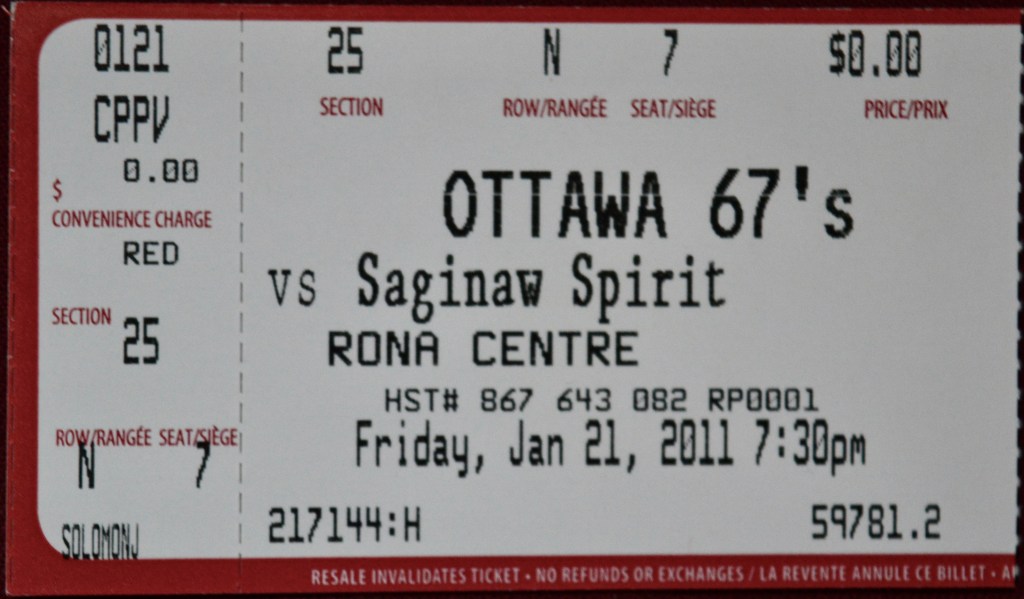 0121
CPPV
0.00
$
CONVENIENCE CHARGE
RED
SECTION
25
ROW/RANGÉE SEAT/SIÈGE
N 7
SOLOMONJ
25 N 7 $0.00
SECTION ROW/RANGÉE SEAT/SIÈGE PRICE/PRIX
OTTAWA 67's
vs Saginaw Spirit
RONA CENTRE
HST# 867 643 082 RP0001
Friday, Jan 21, 2011 7:30pm
217144:H 59781.2
RESALE INVALIDATES TICKET • NO REFUNDS OR EXCHANGES / LA REVENTE ANNULE CE BILLET •